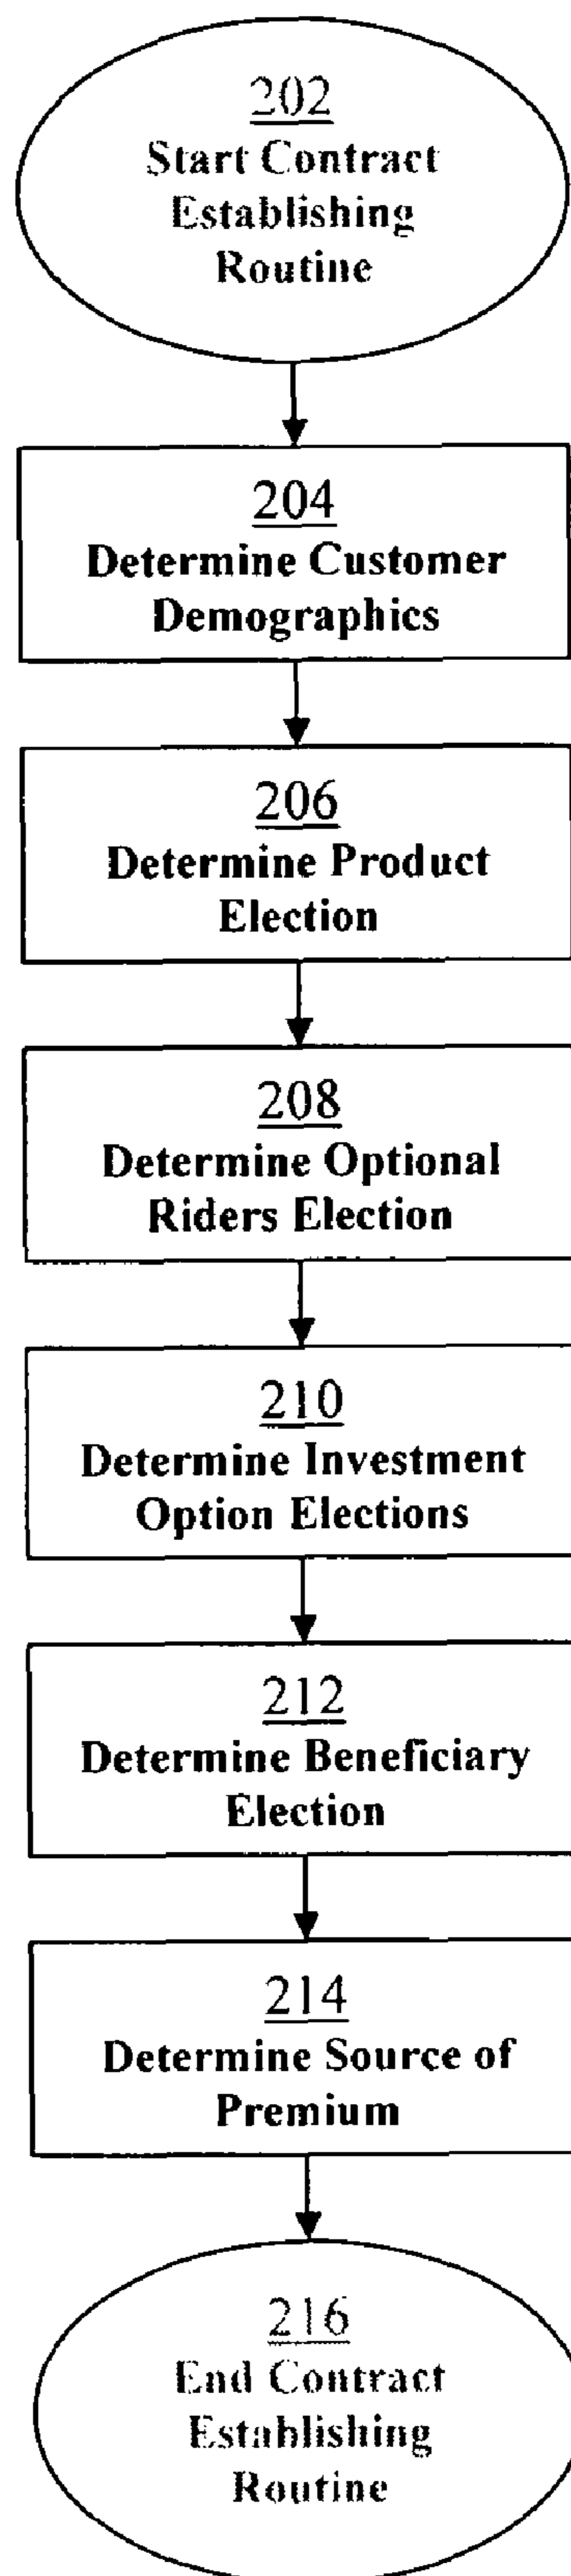 202
Start Contract
Establishing
Routine
204
Determine Customer
Demographics
206
Determine Product
Election
208
Determine Optional
Riders Election
210
Determine Investment
Option Elections
212
Determine Beneficiary
Election
214
Determine Source of
Premium
216
End Contract
Establishing
Routine